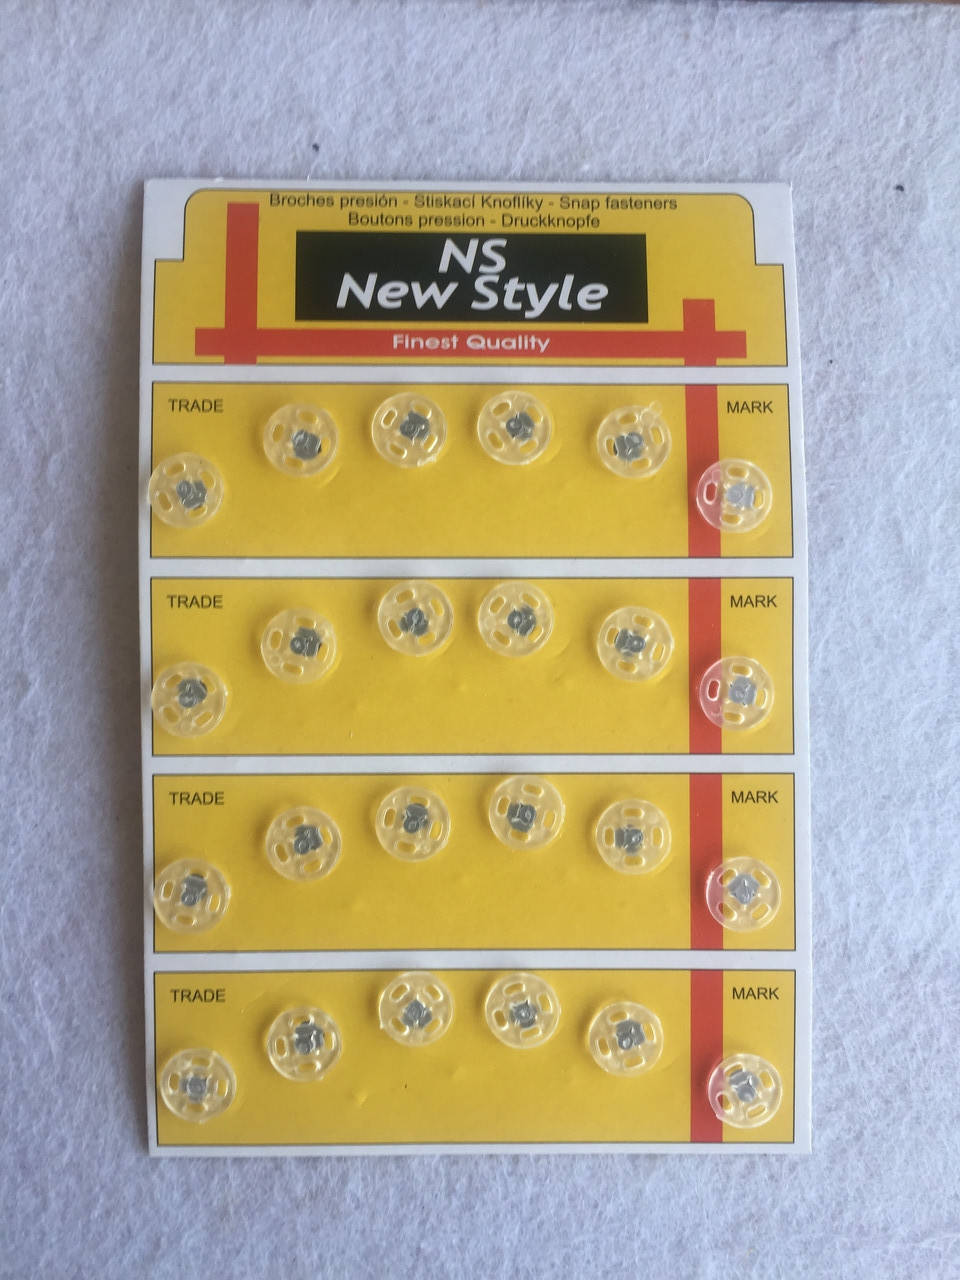 Broches presión - Stiskací Knoflíky - Snap fasteners
Boutons pression - Druckknopfe
NS
New Style
Finest Quality
TRADE MARK
TRADE MARK
TRADE MARK
TRADE MARK